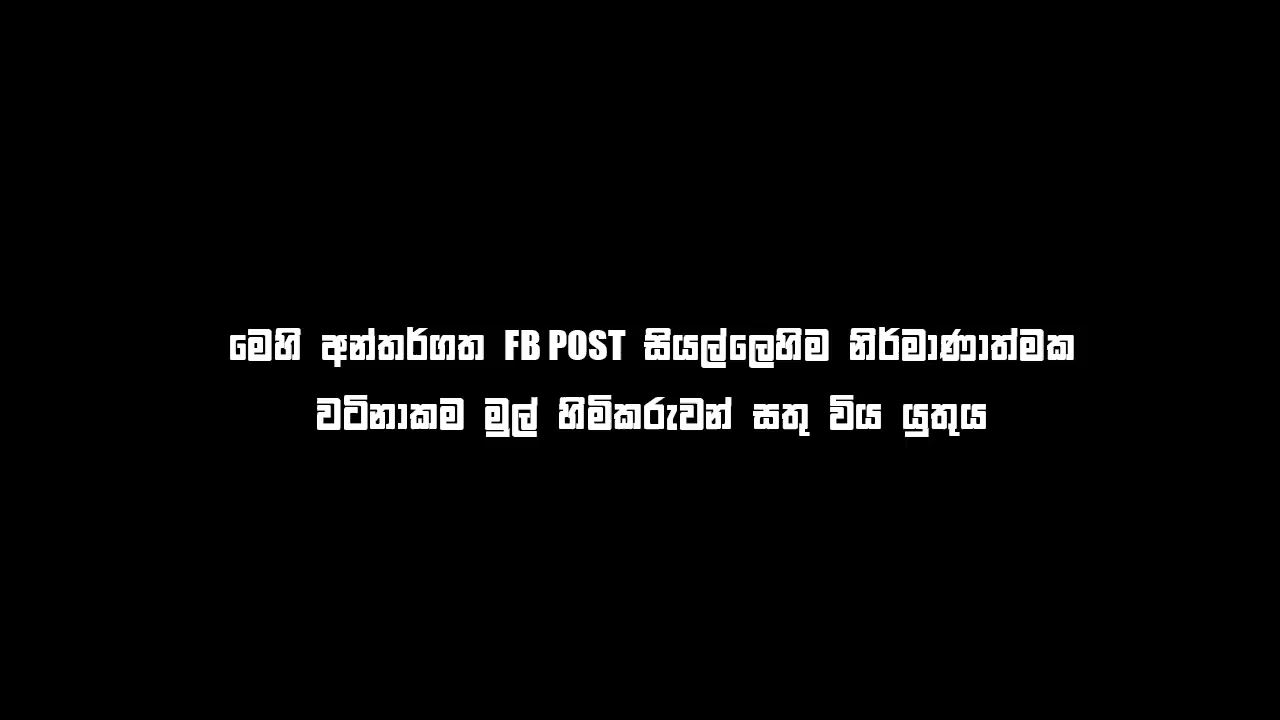 මෙහි අන්තර්ගත FB POST සියල්ලෙහිම නිර්මාණාත්මක
වටිනාකම මුල් හිමිකරුවන් සතු විය යුතුය